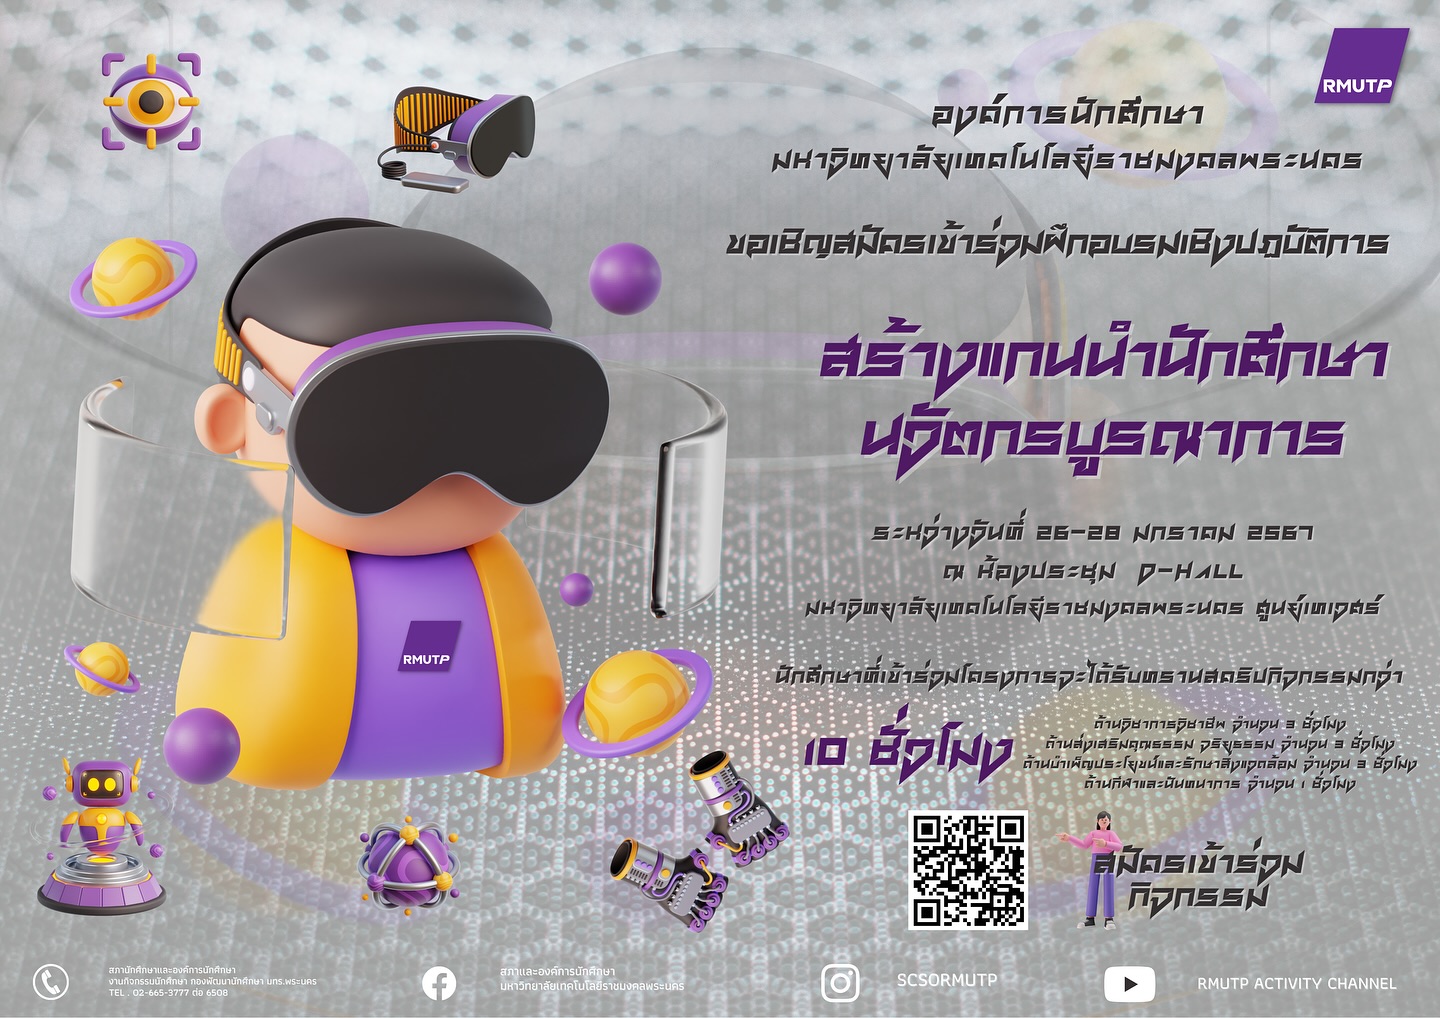 RMUTP
องค์การนักศึกษา
มหาวิทยาลัยเทคโนโลยีราชมงคลพระนคร
ขอเชิญสมัครเข้าร่วมฝึกอบรมเชิงปฏิบัติการ
สร้างแกนนำนักศึกษา
นวัตกรบูรณาการ
ระหว่างวันที่ 26-28 มกราคม 2567
ณ ห้องประชุม D-HALL
มหาวิทยาลัยเทคโนโลยีราชมงคลพระนคร ศูนย์เทเวศร์
RMUTP
นักศึกษาที่เข้าร่วมโครงการจะได้รับทรานสคริปกิจกรรมกว่า
10 ชั่วโมง
ด้านวิชาการวิชาชีพ จำนวน 3 ชั่วโมง
ด้านส่งเสริมคุณธรรม จริยธรรม จำนวน 3 ชั่วโมง
ด้านบำเพ็ญประโยชน์และรักษาสิ่งแวดล้อม จำนวน 3 ชั่วโมง
ด้านกีฬาและนันทนาการ จำนวน 1 ชั่วโมง
สมัครเข้าร่วม
กิจกรรม
สภานักศึกษาและองค์การนักศึกษา
งานกิจกรรมนักศึกษา กองพัฒนานักศึกษา มทร.พระนคร
TEL . 02-665-3777 ต่อ 6508
สภาและองค์การนักศึกษา
มหาวิทยาลัยเทคโนโลยีราชมงคลพระนคร
SCSORMUTP
RMUTP ACTIVITY CHANNEL